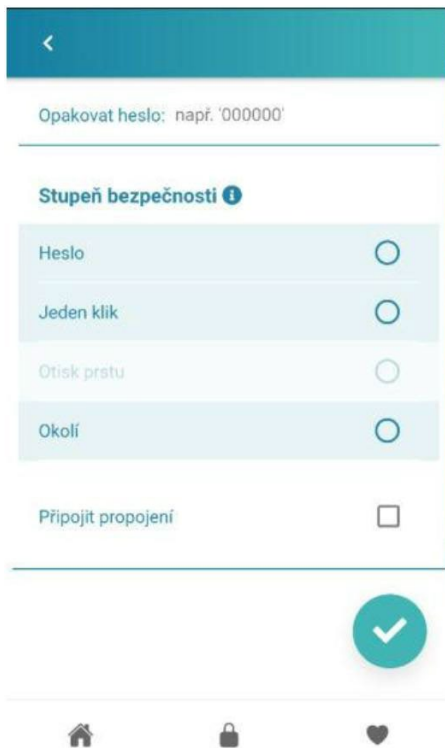 Opakovat heslo: např. '000000'
Stupeň bezpečnosti
Heslo
Jeden klik
Otisk prstu
Okolí
Připojit propojení